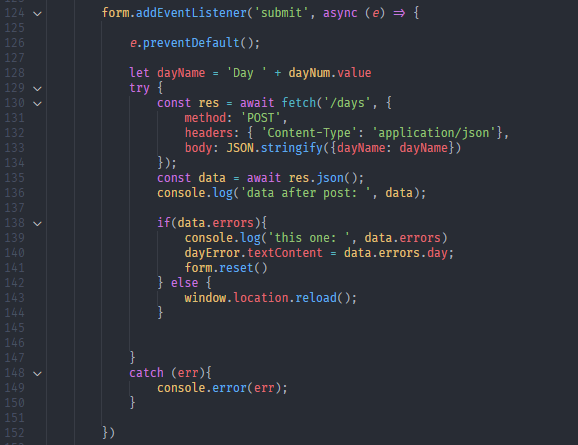 124 form.addEventListener('submit', async (e) => {
125
126 e.preventDefault();
127
128 let dayName = 'Day ' + dayNum.value
129 try {
130 const res = await fetch('/days', {
131 method: 'POST',
132 headers: { 'Content-Type': 'application/json'},
133 body: JSON.stringify({dayName: dayName})
134 });
135 const data = await res.json();
136 console.log('data after post: ', data);
137
138 if(data.errors){
139 console.log('this one: ', data.errors)
140 dayError.textContent = data.errors.day;
141 form.reset()
142 } else {
143 window.location.reload();
144 }
145
146
147 }
148 catch (err){
149 console.error(err);
150 }
151
152 })